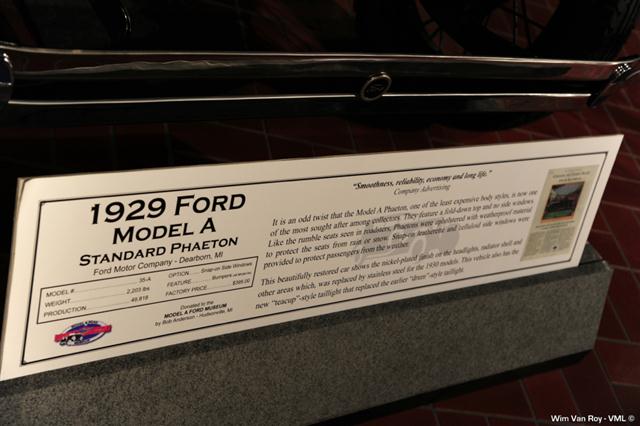 1929 FORD
MODEL A
STANDARD PHAETON
Ford Motor Company - Dearborn, MI
MODEL # 35-A
WEIGHT 2,203 lbs
PRODUCTION 49,818
OPTION Snap-on Side Windows
FEATURE Bumpers
FACTORY PRICE $395.00
Donated to the
MODEL A FORD MUSEUM
by Bob Anderson - Hudsonville, MI
"Smoothness, reliability, economy and long life."
Company Advertising
It is an odd twist that the Model A Phaeton, one of the least expensive body styles, is now one
of the most sought after among collectors. They feature a fold-down top and no side windows.
Like the rumble seats seen in roadsters, Phaetons were upholstered with weatherproof material
to protect the seats from rain or snow. Snap-in leatherette and celluloid side windows were
provided to protect passengers from the weather.
This beautifully restored car shows the nickel-plated finish on the headlights, radiator shell and
other areas which, was replaced by stainless steel for the 1930 models. This vehicle also has the
new "teacup"-style taillight that replaced the earlier "drum"-style taillight.
Wim Van Roy - VML ©